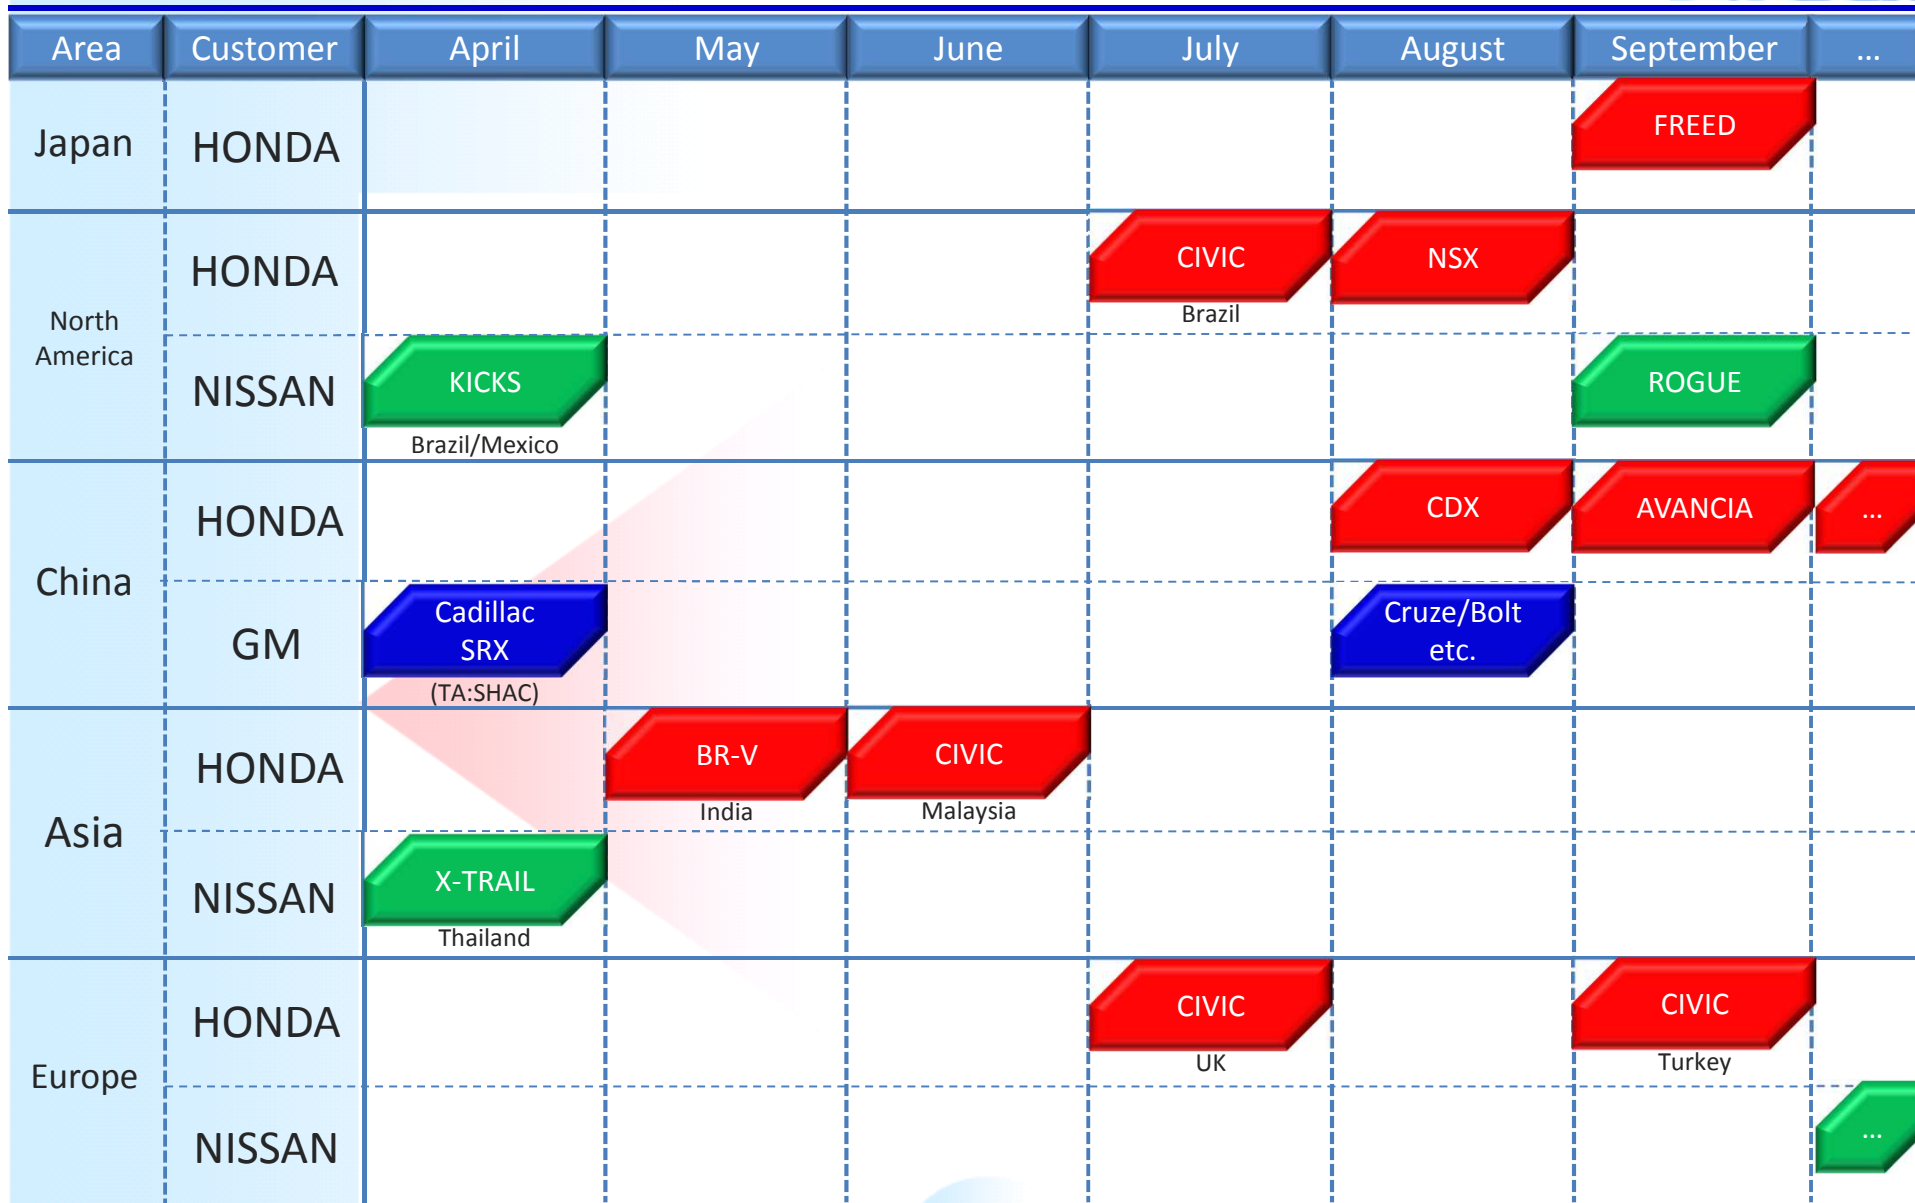 Area Customer April May June July August September ...
Japan HONDA FREED
North
America
HONDA CIVIC NSX
Brazil
NISSAN KICKS ROGUE
Brazil/Mexico
China
HONDA CDX AVANCIA ...
GM
Cadillac
SRX
(TA:SHAC)
Cruze/Bolt
etc.
Asia
HONDA BR-V CIVIC
India Malaysia
NISSAN X-TRAIL
Thailand
Europe
HONDA CIVIC CIVIC
UK Turkey
NISSAN ...